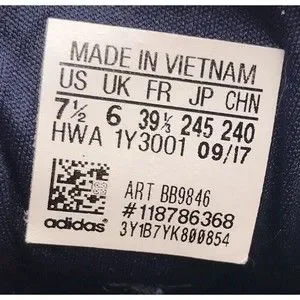 MADE IN VIETNAM
US UK FR JP CHN
7½ 6 39⅓ 245 240
HWA 1Y3001 09/17
ART BB9846
#118786368
adidas 3Y1B7YK800854